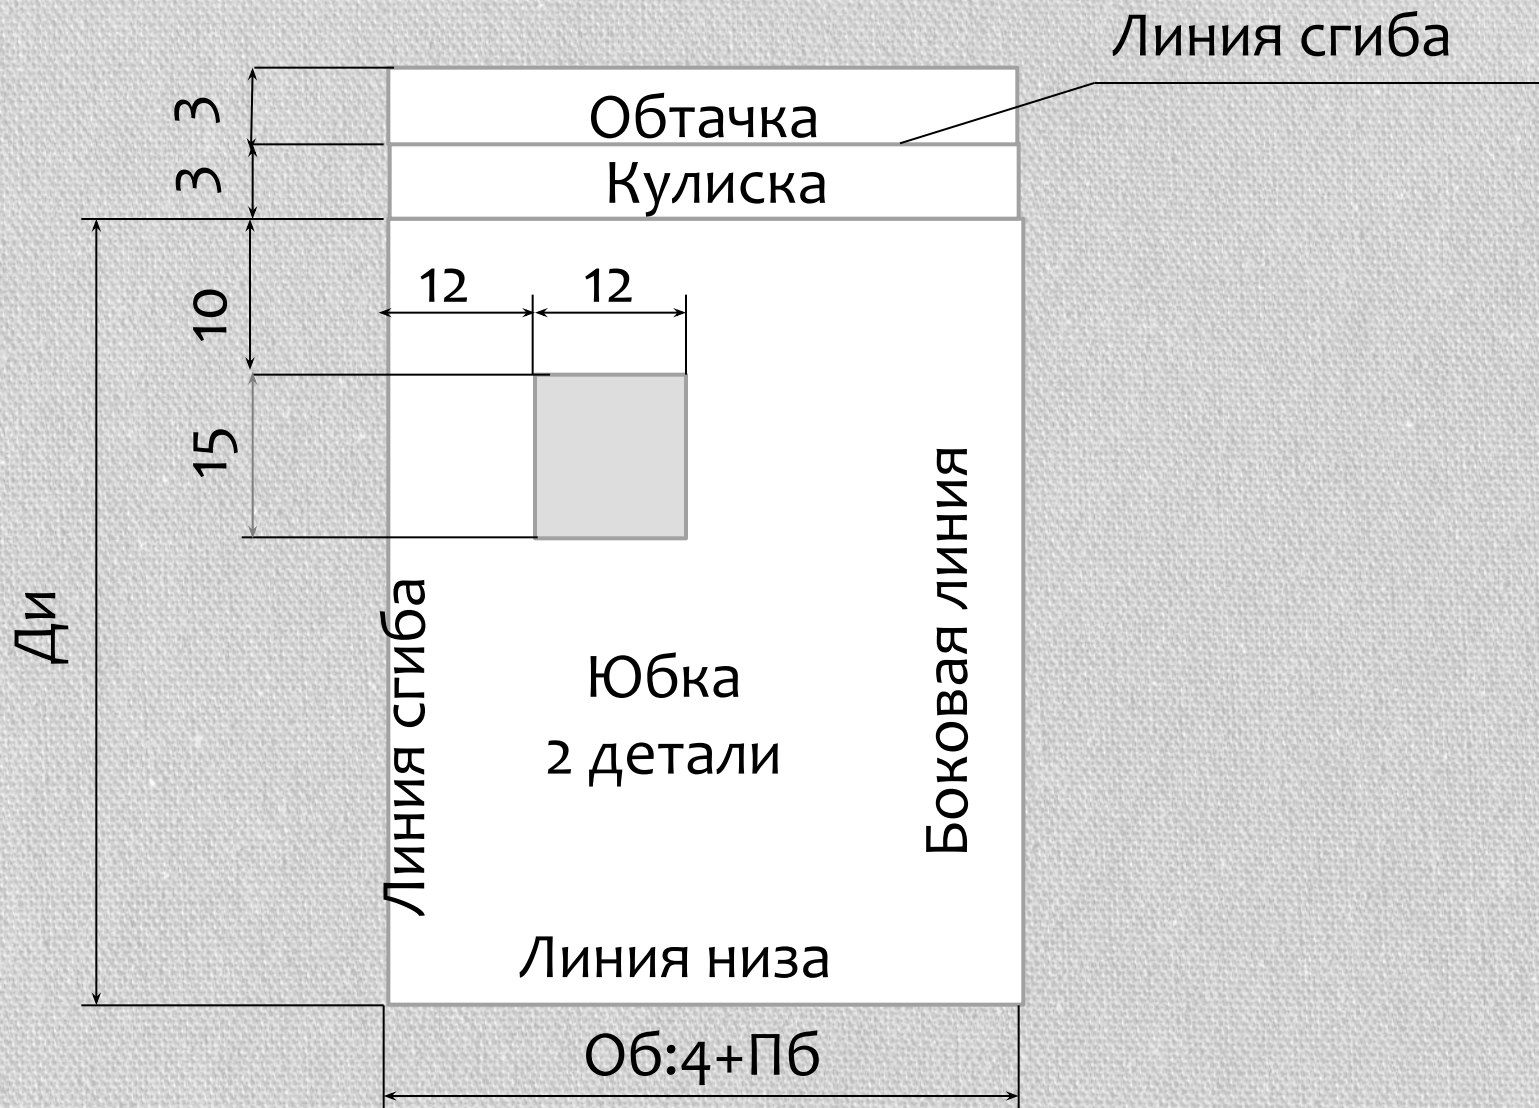 Линия сгиба
3
Обтачка
3
Кулиска
12
12
10
15
Ди
Линия сгиба
Боковая линия
Юбка
2 детали
Линия низа
Об:4+Пб